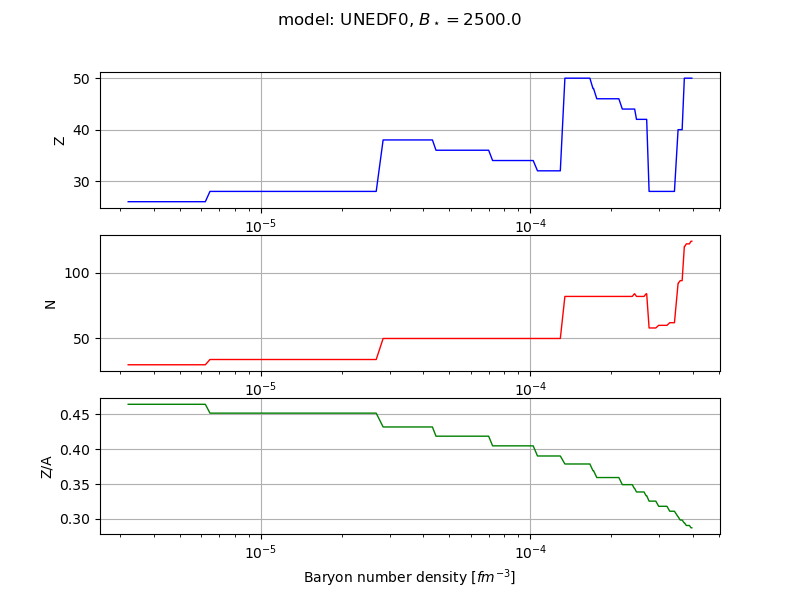 model: UNEDF0, $B_\star = 2500.0$
50
40
30
Z
$10^{-5}$ $10^{-4}$
100
50
N
$10^{-5}$ $10^{-4}$
0.45
0.40
0.35
0.30
Z/A
$10^{-5}$ $10^{-4}$
Baryon number density [$fm^{-3}$]